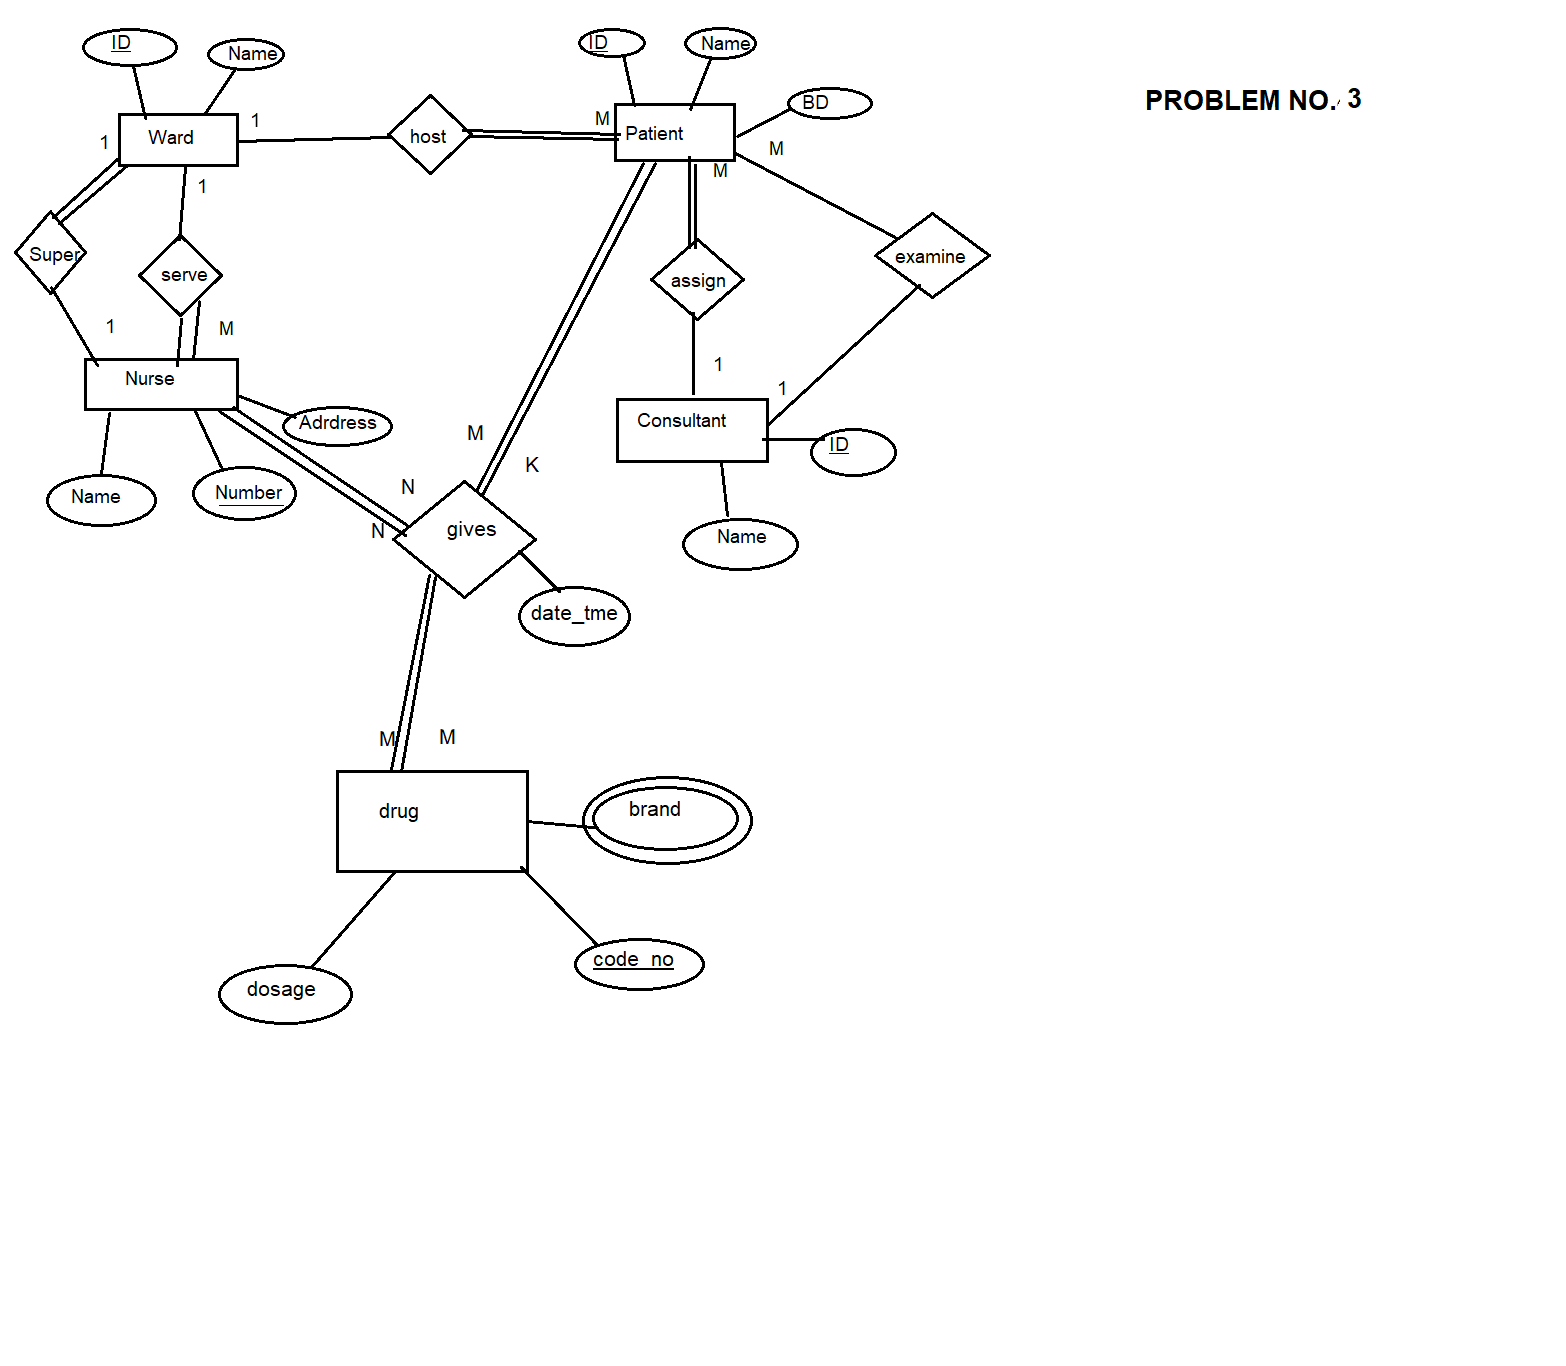 ID
Name
ID
Name
BD
PROBLEM NO. 3
1
Ward
1
host
M
Patient
M
M
1
Super
serve
assign
examine
1
M
1
1
Nurse
Adrdress
Consultant
ID
M
K
Name
Number
N
N
gives
Name
date_tme
M
M
drug
brand
code_no
dosage